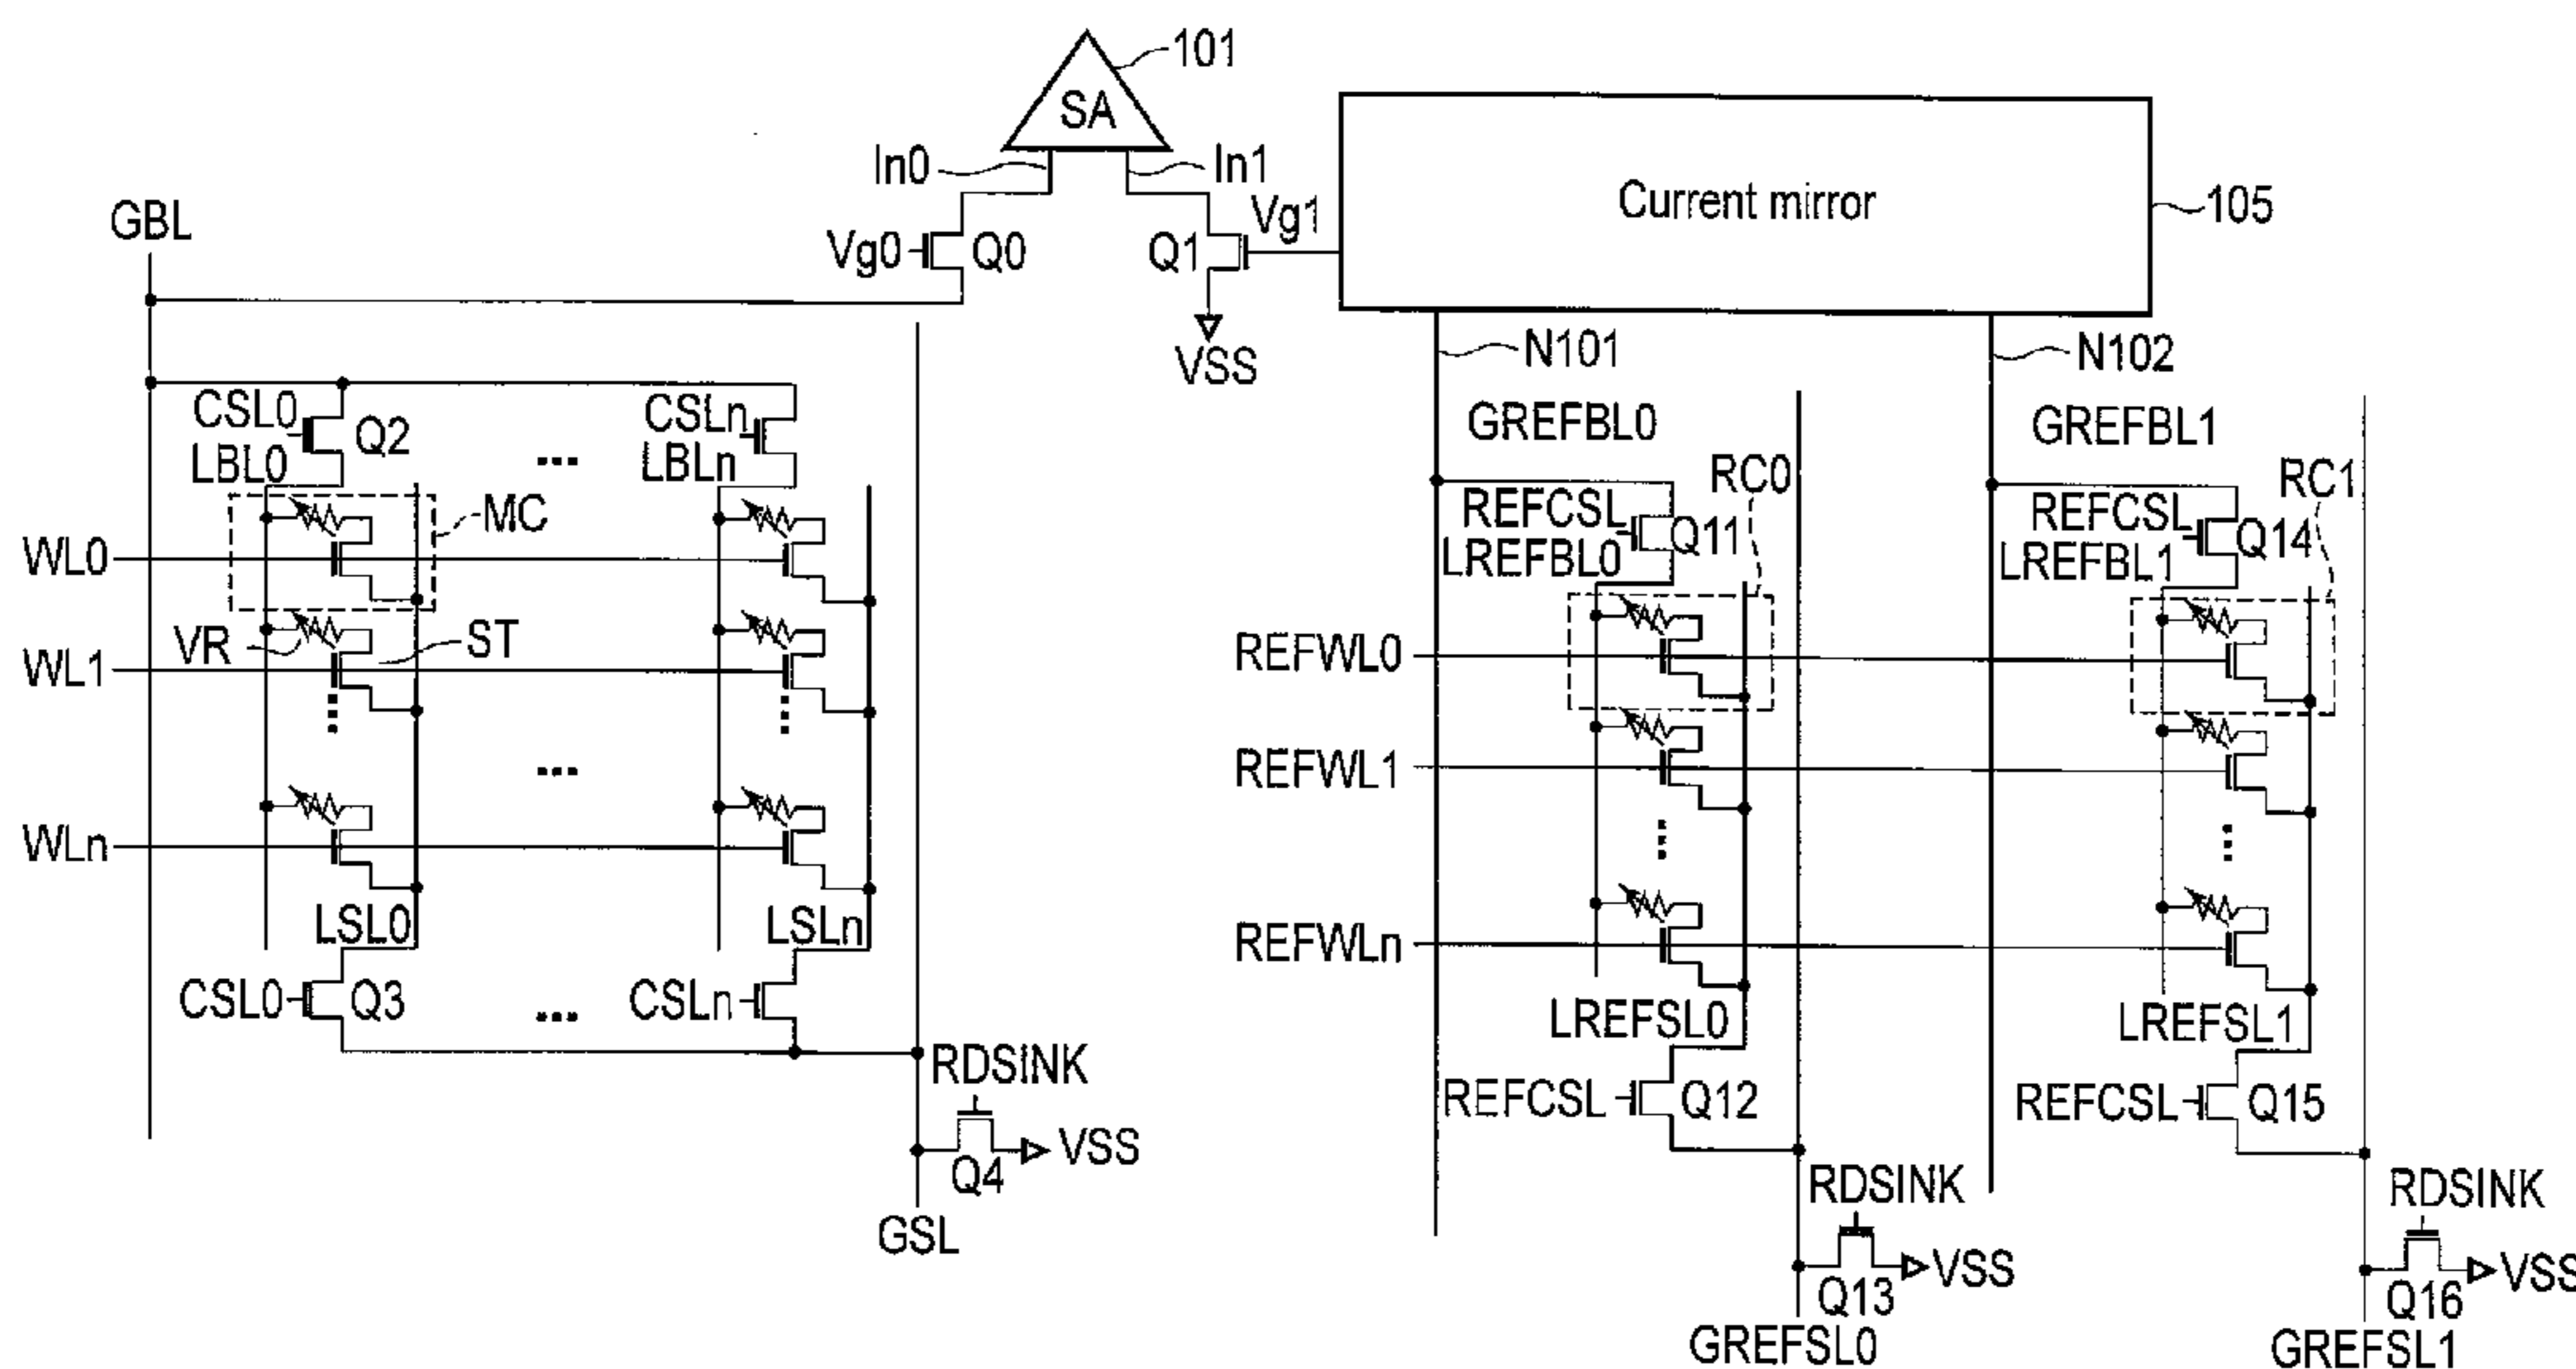 101
SA
In0
In1
Current mirror
105
GBL
Vg0
Q0
Q1
Vg1
VSS
N101
N102
CSL0
Q2
LBL0
...
CSLn
LBLn
GREFBL0
GREFBL1
MC
RC0
RC1
REFCSL
Q11
LREFBL0
REFCSL
Q14
LREFBL1
WL0
VR
ST
WL1
REFWL0
REFWL1
...
WLn
REFWLn
LSL0
LSLn
LREFSL0
LREFSL1
CSL0
Q3
...
CSLn
RDSINK
Q4
VSS
GSL
REFCSL
Q12
REFCSL
Q15
RDSINK
Q13
VSS
GREFSL0
RDSINK
Q16
VSS
GREFSL1